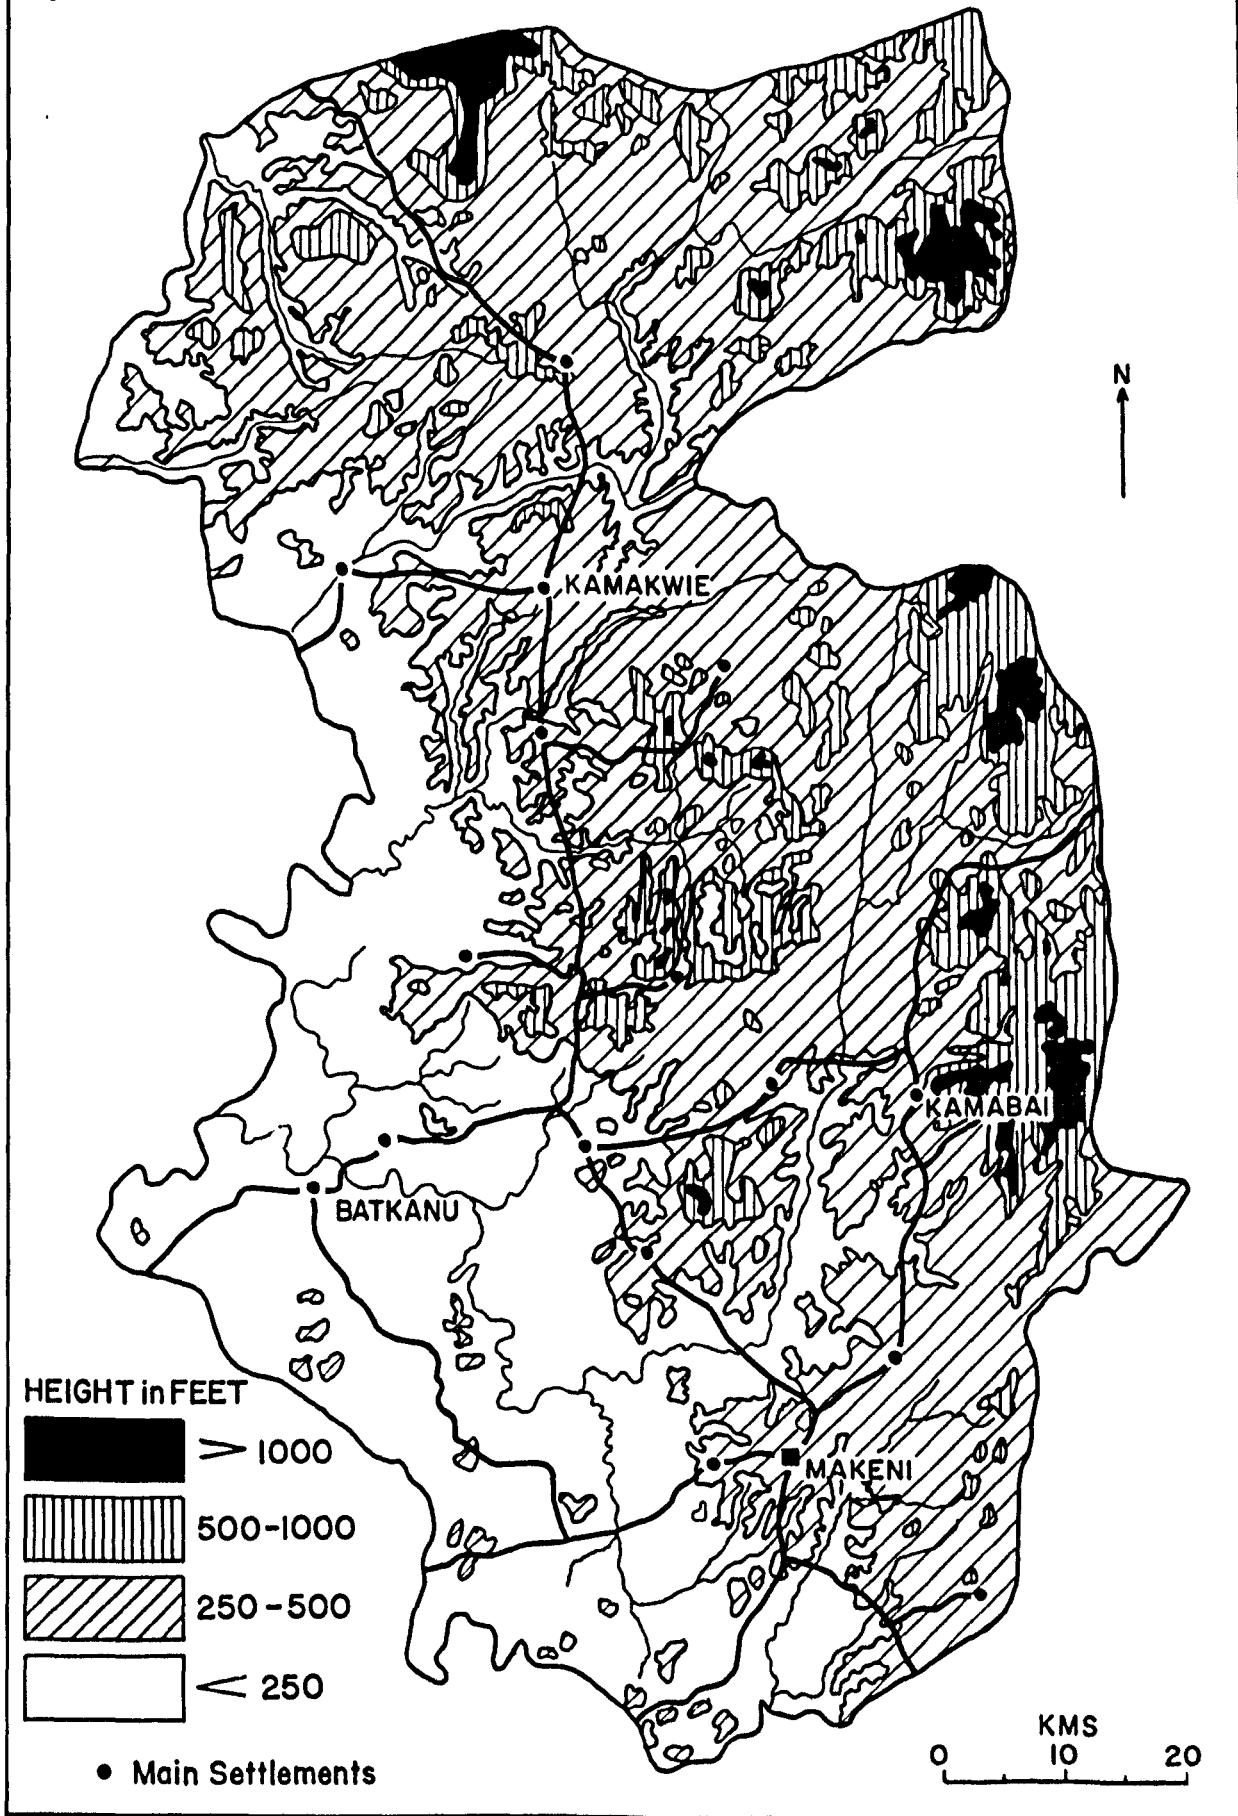 N
KAMAKWIE
KAMABAI
BATKANU
MAKENI
HEIGHT in FEET
> 1000
500-1000
250-500
< 250
● Main Settlements
KMS
0 10 20